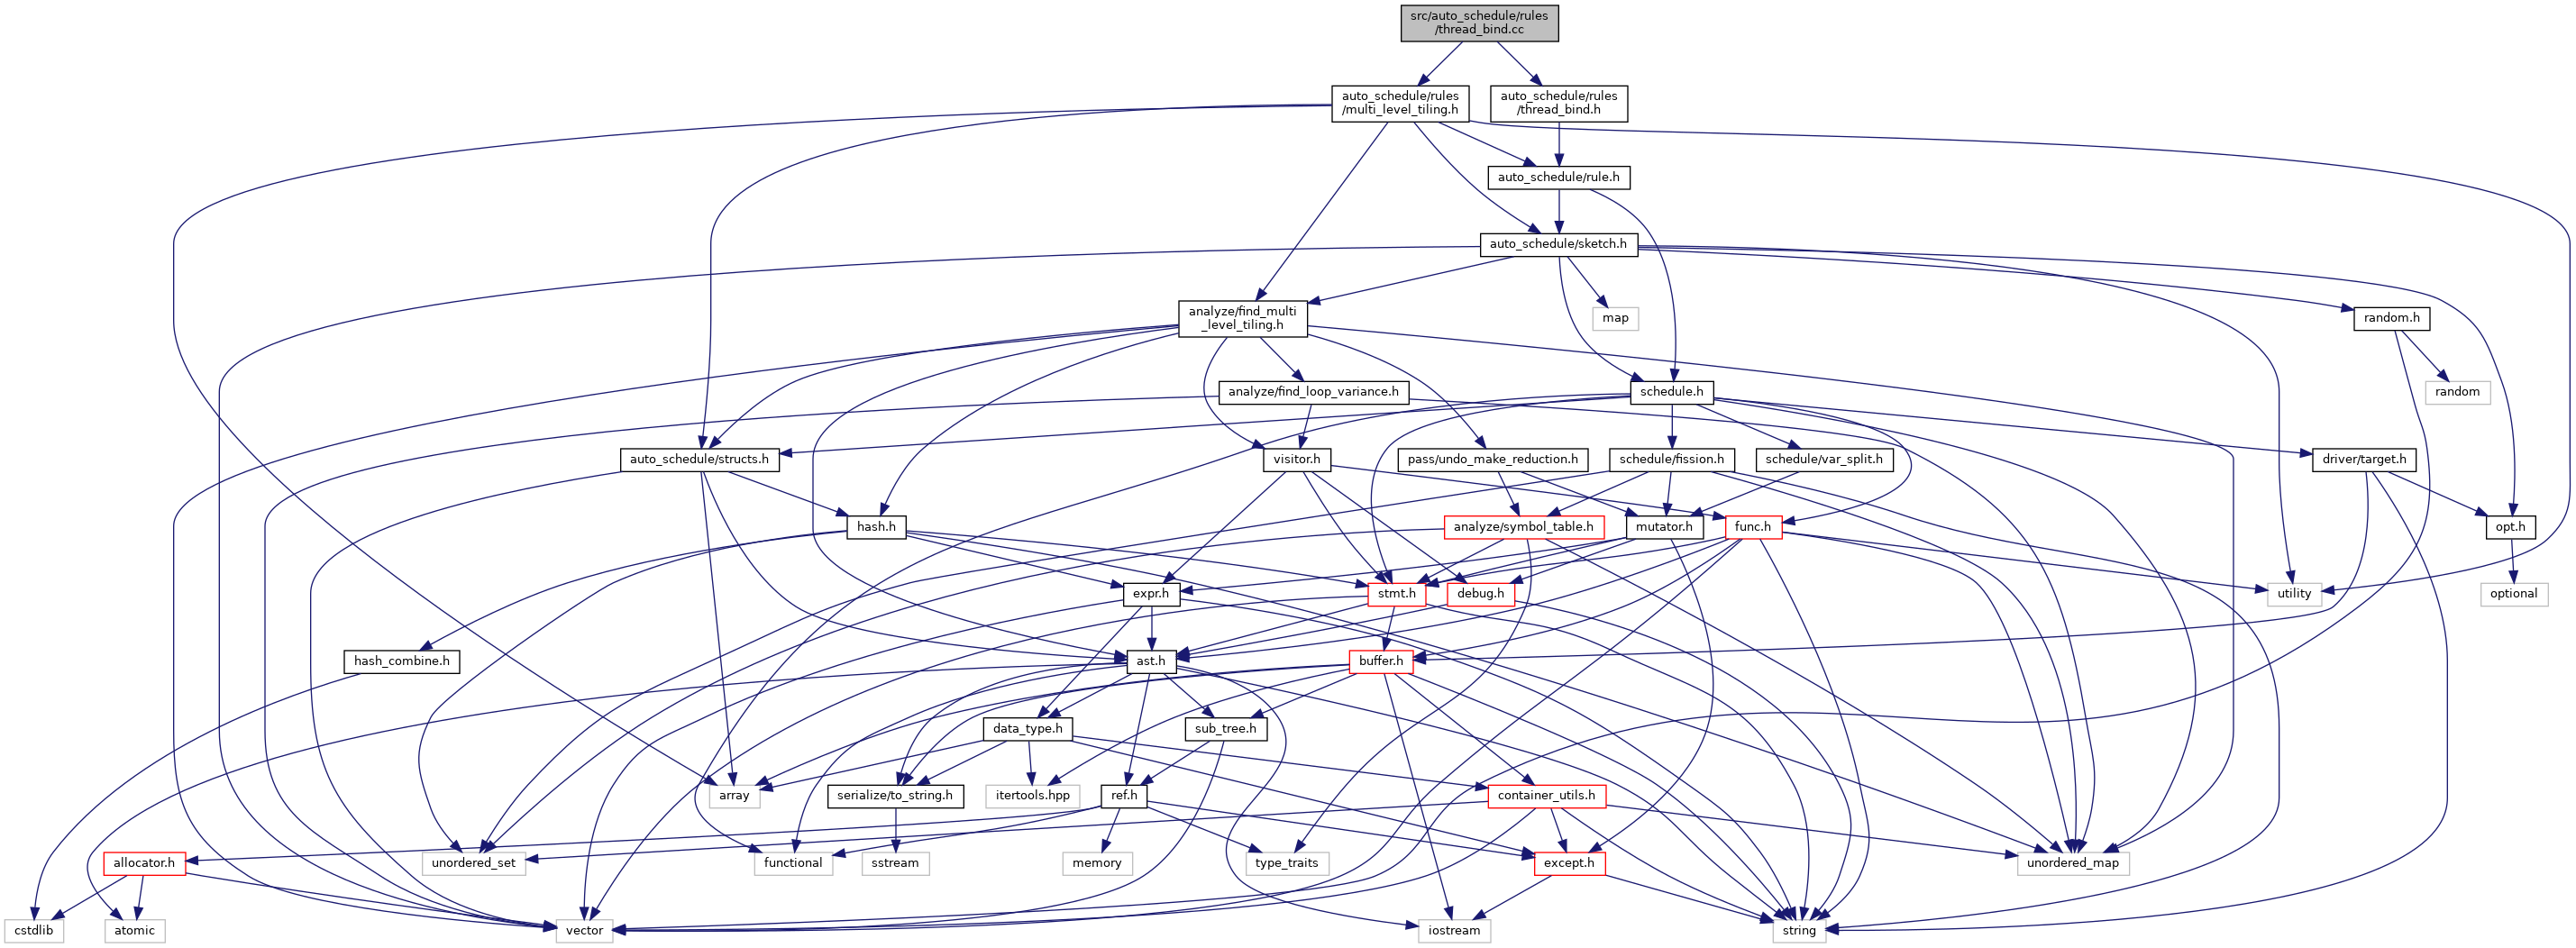 src/auto_schedule/rules
/thread_bind.cc
auto_schedule/rules
/multi_level_tiling.h
auto_schedule/rules
/thread_bind.h
auto_schedule/rule.h
auto_schedule/sketch.h
analyze/find_multi
_level_tiling.h
map
random.h
analyze/find_loop_variance.h
schedule.h
random
auto_schedule/structs.h
visitor.h
pass/undo_make_reduction.h
schedule/fission.h
schedule/var_split.h
driver/target.h
hash.h
analyze/symbol_table.h
mutator.h
func.h
opt.h
expr.h
stmt.h
debug.h
utility
optional
hash_combine.h
ast.h
buffer.h
data_type.h
sub_tree.h
array
serialize/to_string.h
itertools.hpp
ref.h
container_utils.h
allocator.h
unordered_set
functional
sstream
memory
type_traits
except.h
unordered_map
cstdlib
atomic
vector
iostream
string